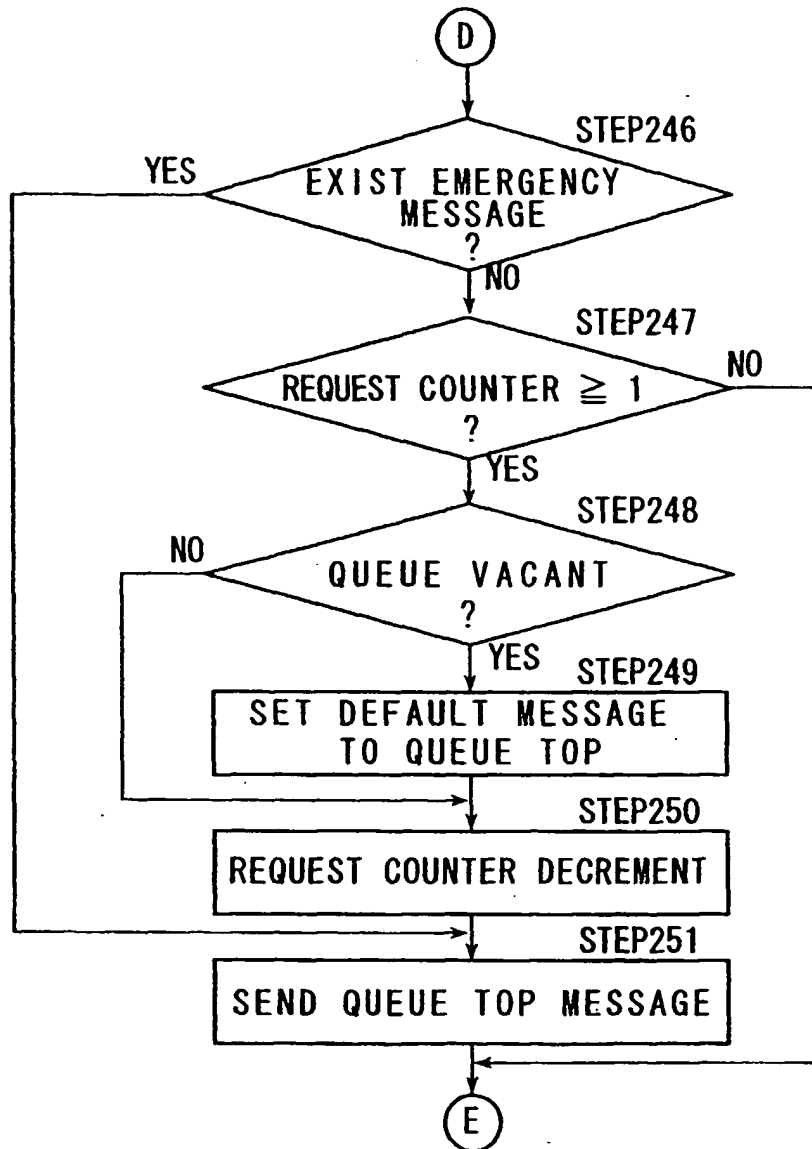 D
STEP246
YES
EXIST EMERGENCY
MESSAGE
?
NO
STEP247
NO
REQUEST COUNTER ≧ 1
?
YES
STEP248
NO
QUEUE VACANT
?
YES
STEP249
SET DEFAULT MESSAGE
TO QUEUE TOP
STEP250
REQUEST COUNTER DECREMENT
STEP251
SEND QUEUE TOP MESSAGE
E